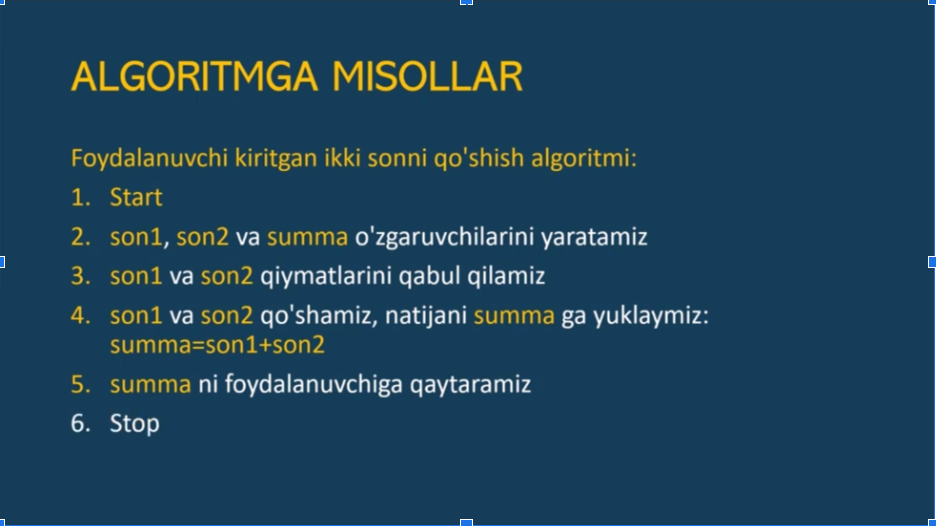 ALGORITMGA MISOLLAR
Foydalanuvchi kiritgan ikki sonni qo'shish algoritmi:
1. Start
2. son1, son2 va summa o'zgaruvchilarini yaratamiz
3. son1 va son2 qiymatlarini qabul qilamiz
4. son1 va son2 qo'shamiz, natijani summa ga yuklaymiz:
summa=son1+son2
5. summa ni foydalanuvchiga qaytaramiz
6. Stop